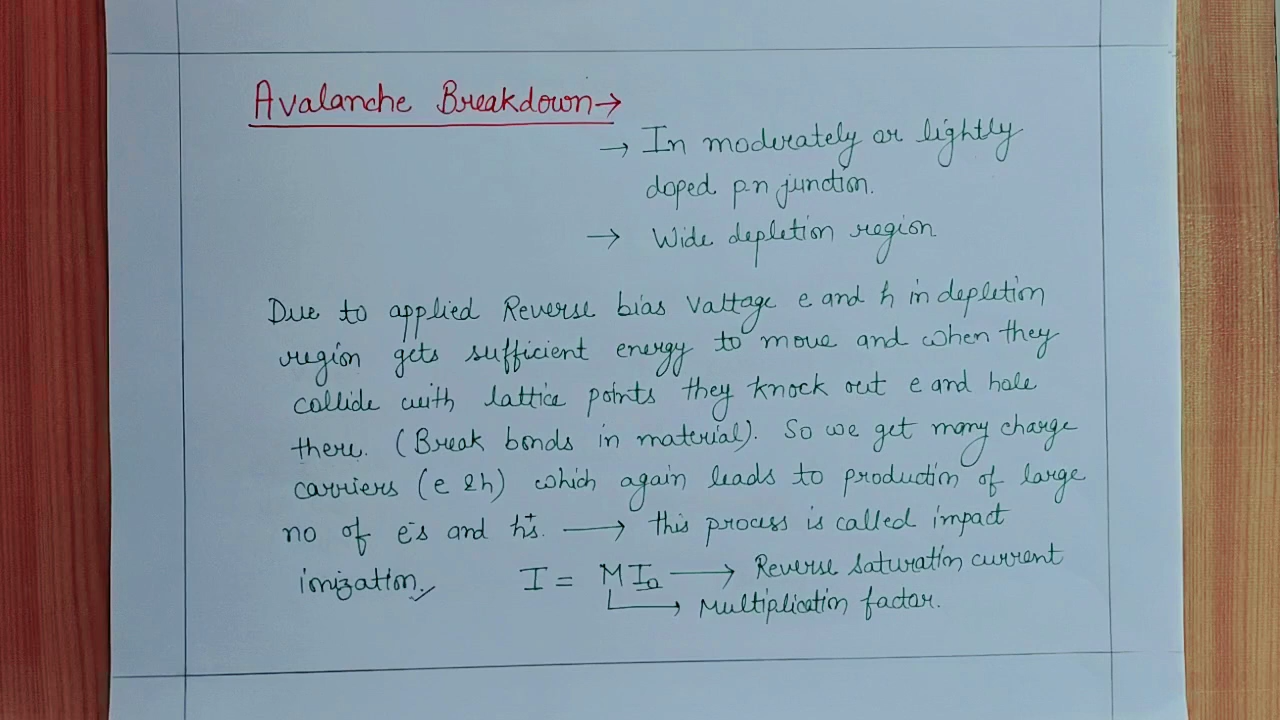 Avalanche Breakdown→
→ In moderately or lightly
doped p-n junction.
→ Wide depletion region
Due to applied Reverse bias Valtage e and h in depletion
region gets sufficient energy to move and when they
collide with lattice points they knock out e and hole
there. (Break bonds in material). So we get many charge
carriers (e & h) which again leads to production of large
no of e⁻s and h⁺s. → this process is called impact
ionization. I = MI₀ → Reverse saturation current
→ Multiplication factor.